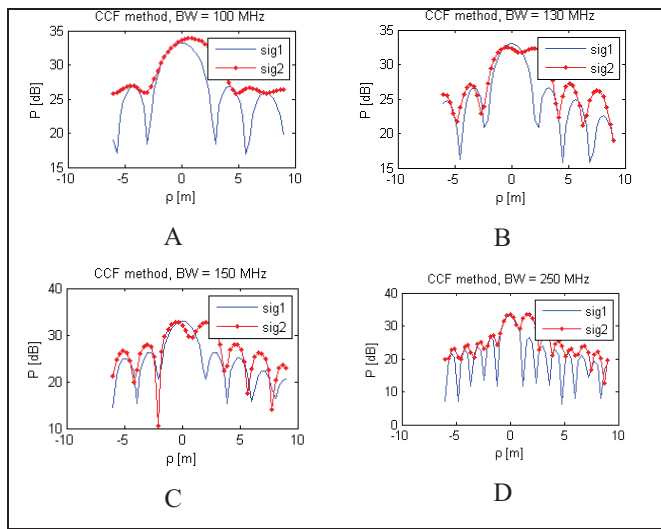 CCF method, BW = 100 MHz
35
30
25
20
15
P [dB]
-10
-5
0
5
10
ρ [m]
sig1
sig2
A
CCF method, BW = 130 MHz
35
30
25
20
15
P [dB]
-10
-5
0
5
10
ρ [m]
sig1
sig2
B
CCF method, BW = 150 MHz
40
30
20
10
P [dB]
-10
-5
0
5
10
ρ [m]
sig1
sig2
C
CCF method, BW = 250 MHz
40
30
20
10
0
P [dB]
-10
-5
0
5
10
ρ [m]
sig1
sig2
D